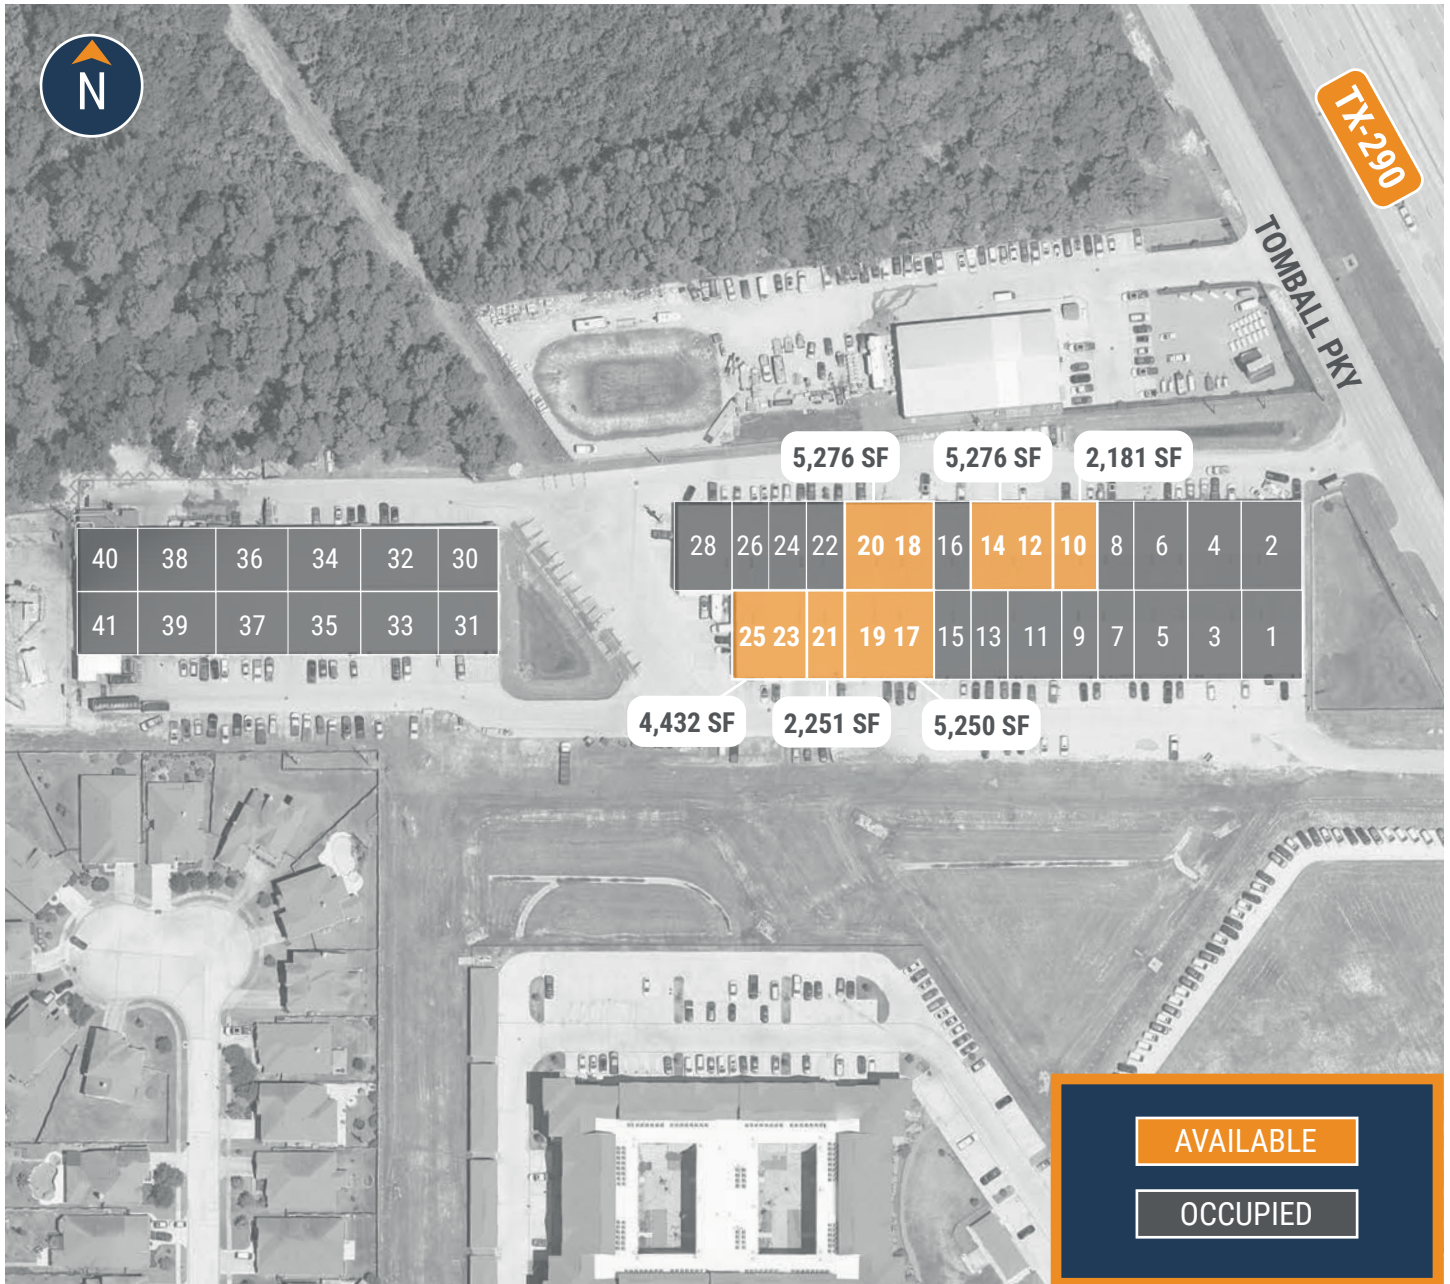 N
TX-290
TOMBALL PKY
5,276 SF
5,276 SF
2,181 SF
28 26 24 22 20 18 16 14 12 10 8 6 4 2
25 23 21 19 17 15 13 11 9 7 5 3 1
40 38 36 34 32 30
41 39 37 35 33 31
4,432 SF
2,251 SF
5,250 SF
AVAILABLE
OCCUPIED